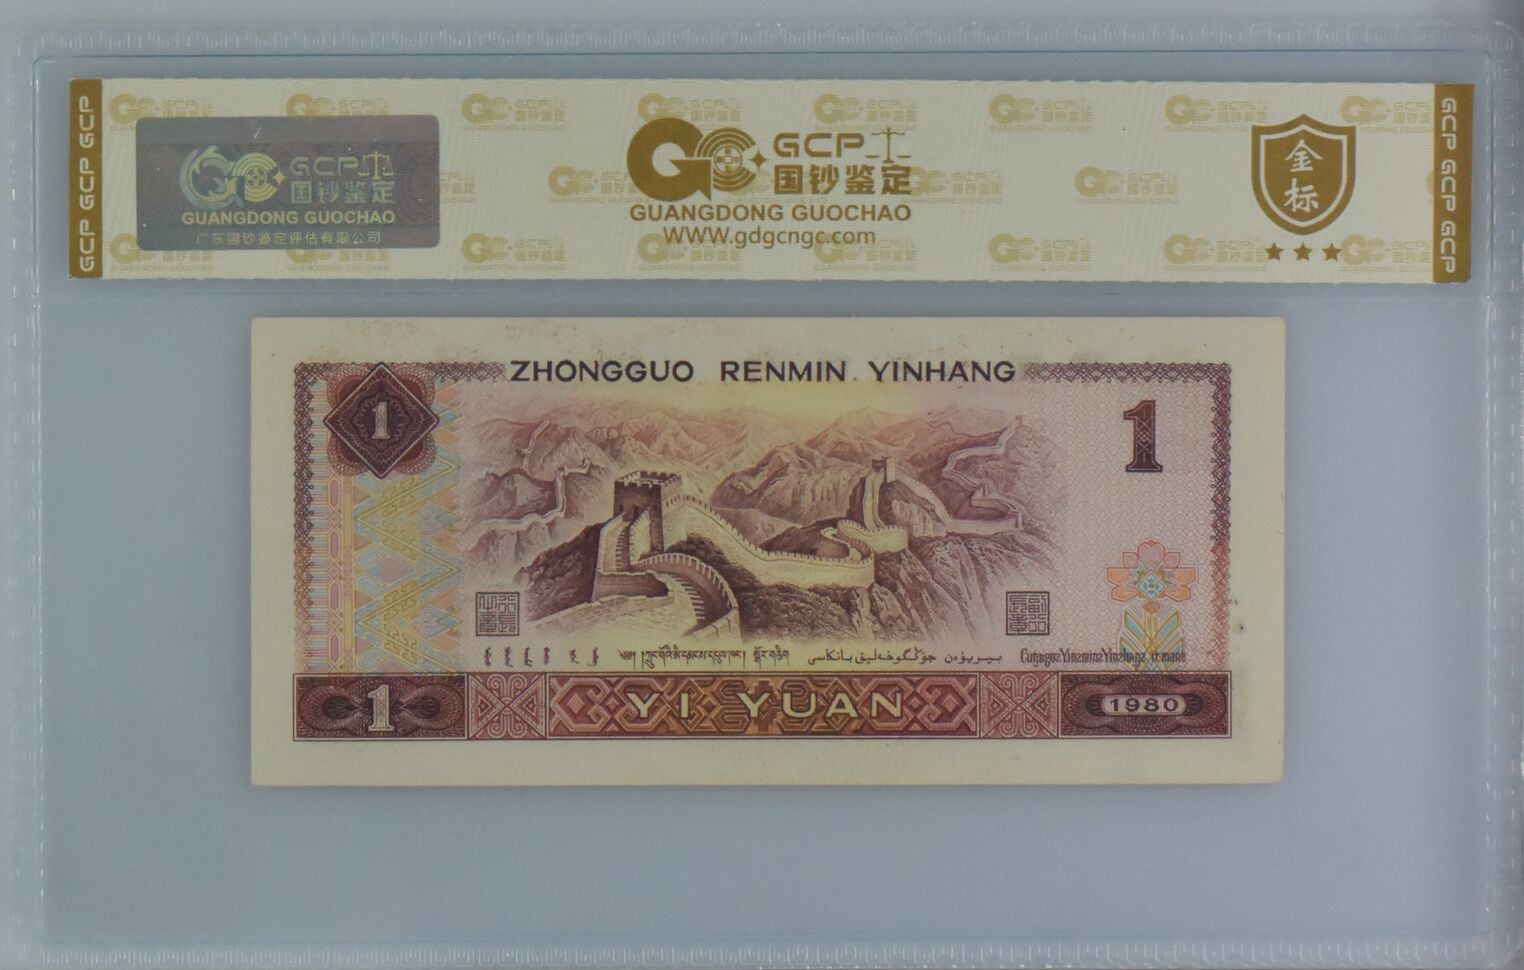 GCP GCP GCP
GCP
国钞鉴定
GUANGDONG GUOCHAO
广东国钞鉴定评估有限公司
GCP
国钞鉴定
GUANGDONG GUOCHAO
WWW.gdgcngc.com
金标
GCP GCP GCP
ZHONGGUO RENMIN YINHANG
1
1
YI YUAN
1
1980